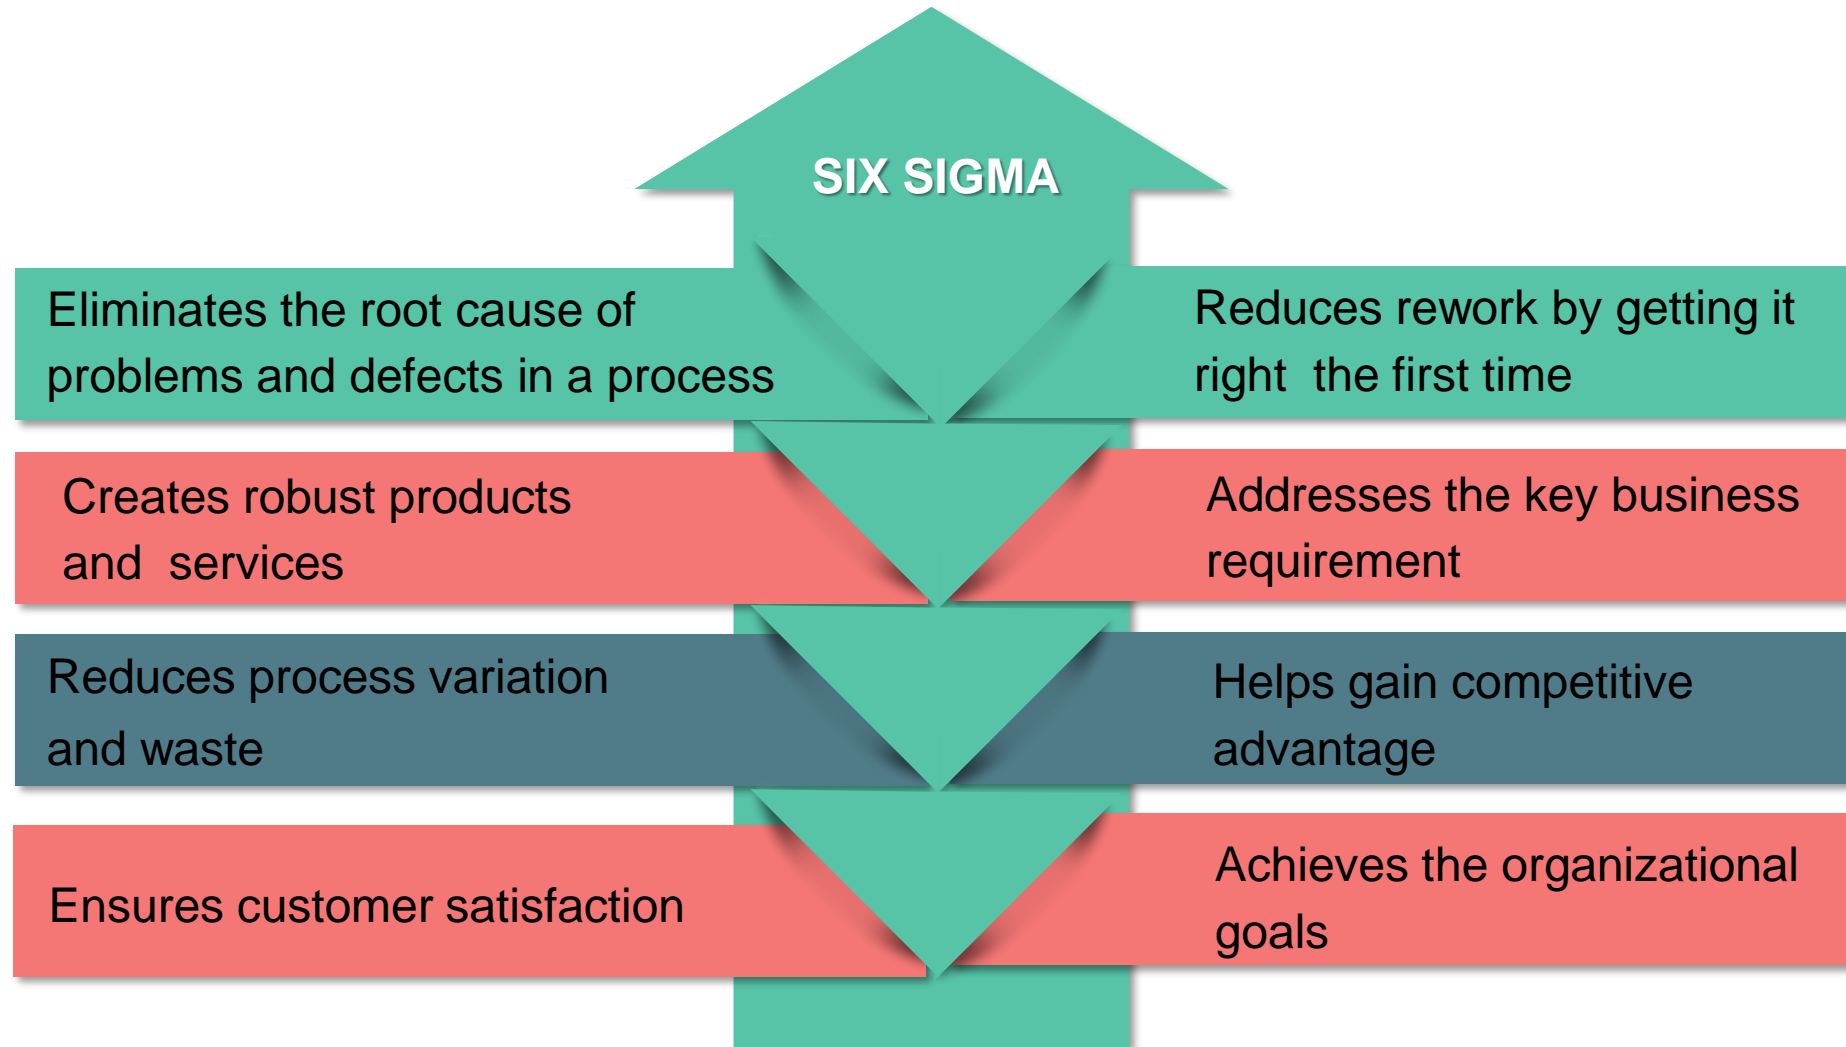 SIX SIGMA
Eliminates the root cause of
problems and defects in a process
Reduces rework by getting it
right  the first time
Creates robust products
and  services
Addresses the key business
requirement
Reduces process variation
and waste
Helps gain competitive
advantage
Ensures customer satisfaction
Achieves the organizational
goals